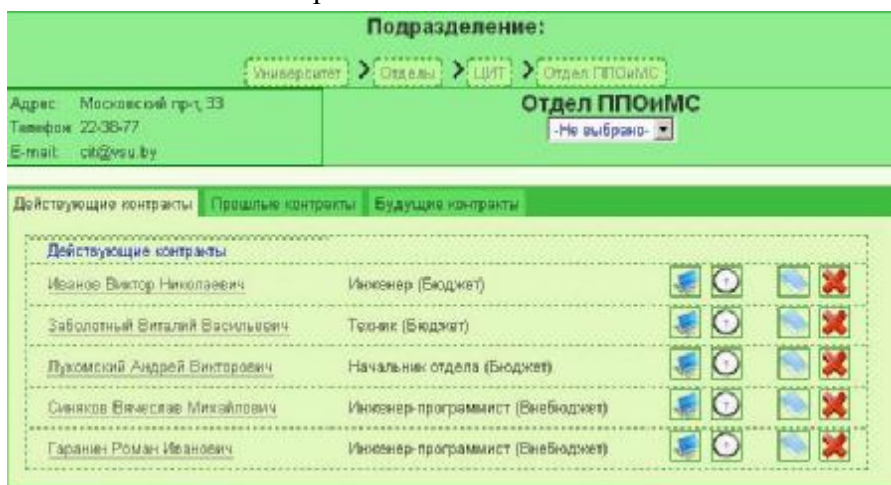 Подразделение:
Университет > Отделы > ЦИТ > Отдел ППОиМС
Адрес: Московский пр-т, 33
Телефон: 22-38-77
E-mail: cit@vsu.by
Отдел ППОиМС
-Не выбрано-
Действующие контракты Прошлые контракты Будущие контракты
Действующие контракты
Иванов Виктор Николаевич Инженер (Бюджет)
Заболотный Виталий Васильевич Техник (Бюджет)
Лукомский Андрей Викторович Начальник отдела (Бюджет)
Синяков Вячеслав Михайлович Инженер-программист (Внебюджет)
Гаранин Роман Иванович Инженер-программист (Внебюджет)